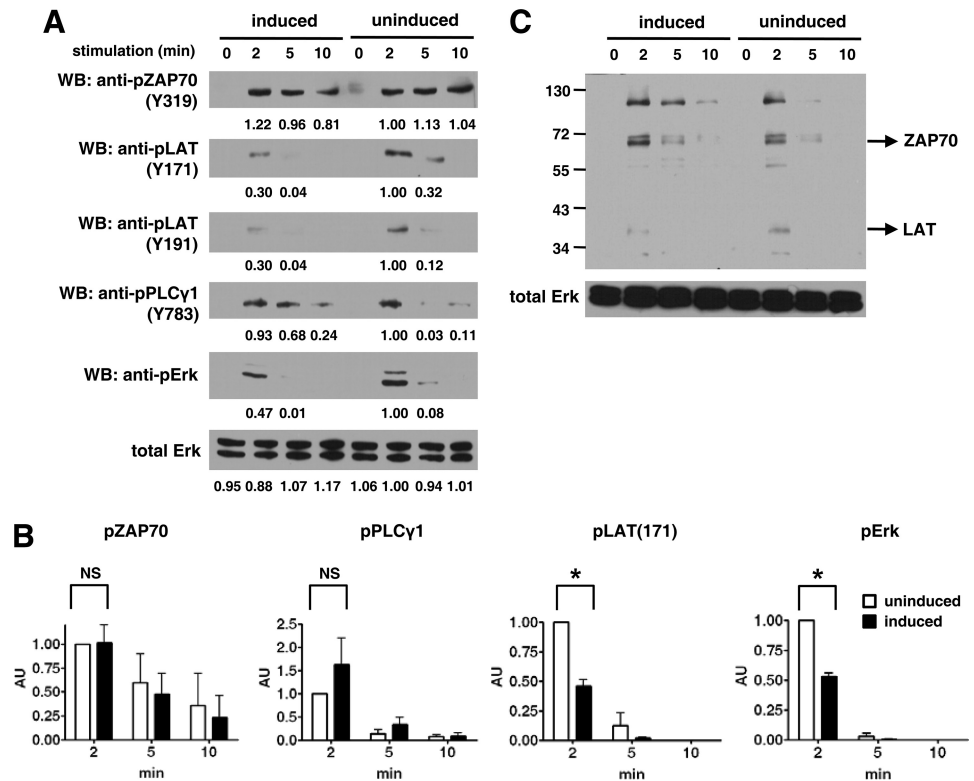 A
induced uninduced
stimulation (min) 0 2 5 10 0 2 5 10
WB: anti-pZAP70
(Y319)
1.22 0.96 0.81 1.00 1.13 1.04
WB: anti-pLAT
(Y171)
0.30 0.04 1.00 0.32
WB: anti-pLAT
(Y191)
0.30 0.04 1.00 0.12
WB: anti-pPLCγ1
(Y783)
0.93 0.68 0.24 1.00 0.03 0.11
WB: anti-pErk
0.47 0.01 1.00 0.08
total Erk
0.95 0.88 1.07 1.17 1.06 1.00 0.94 1.01
C
induced uninduced
0 2 5 10 0 2 5 10
130
72
55
43
34
ZAP70
LAT
total Erk
B
pZAP70
NS
AU
1.00
0.75
0.50
0.25
0.00
2 5 10
min
pPLCγ1
NS
AU
2.5
2.0
1.5
1.0
0.5
0.0
2 5 10
min
pLAT(171)
*
AU
1.00
0.75
0.50
0.25
0.00
2 5 10
min
pErk
*
AU
1.00
0.75
0.50
0.25
0.00
2 5 10
min
uninduced
induced